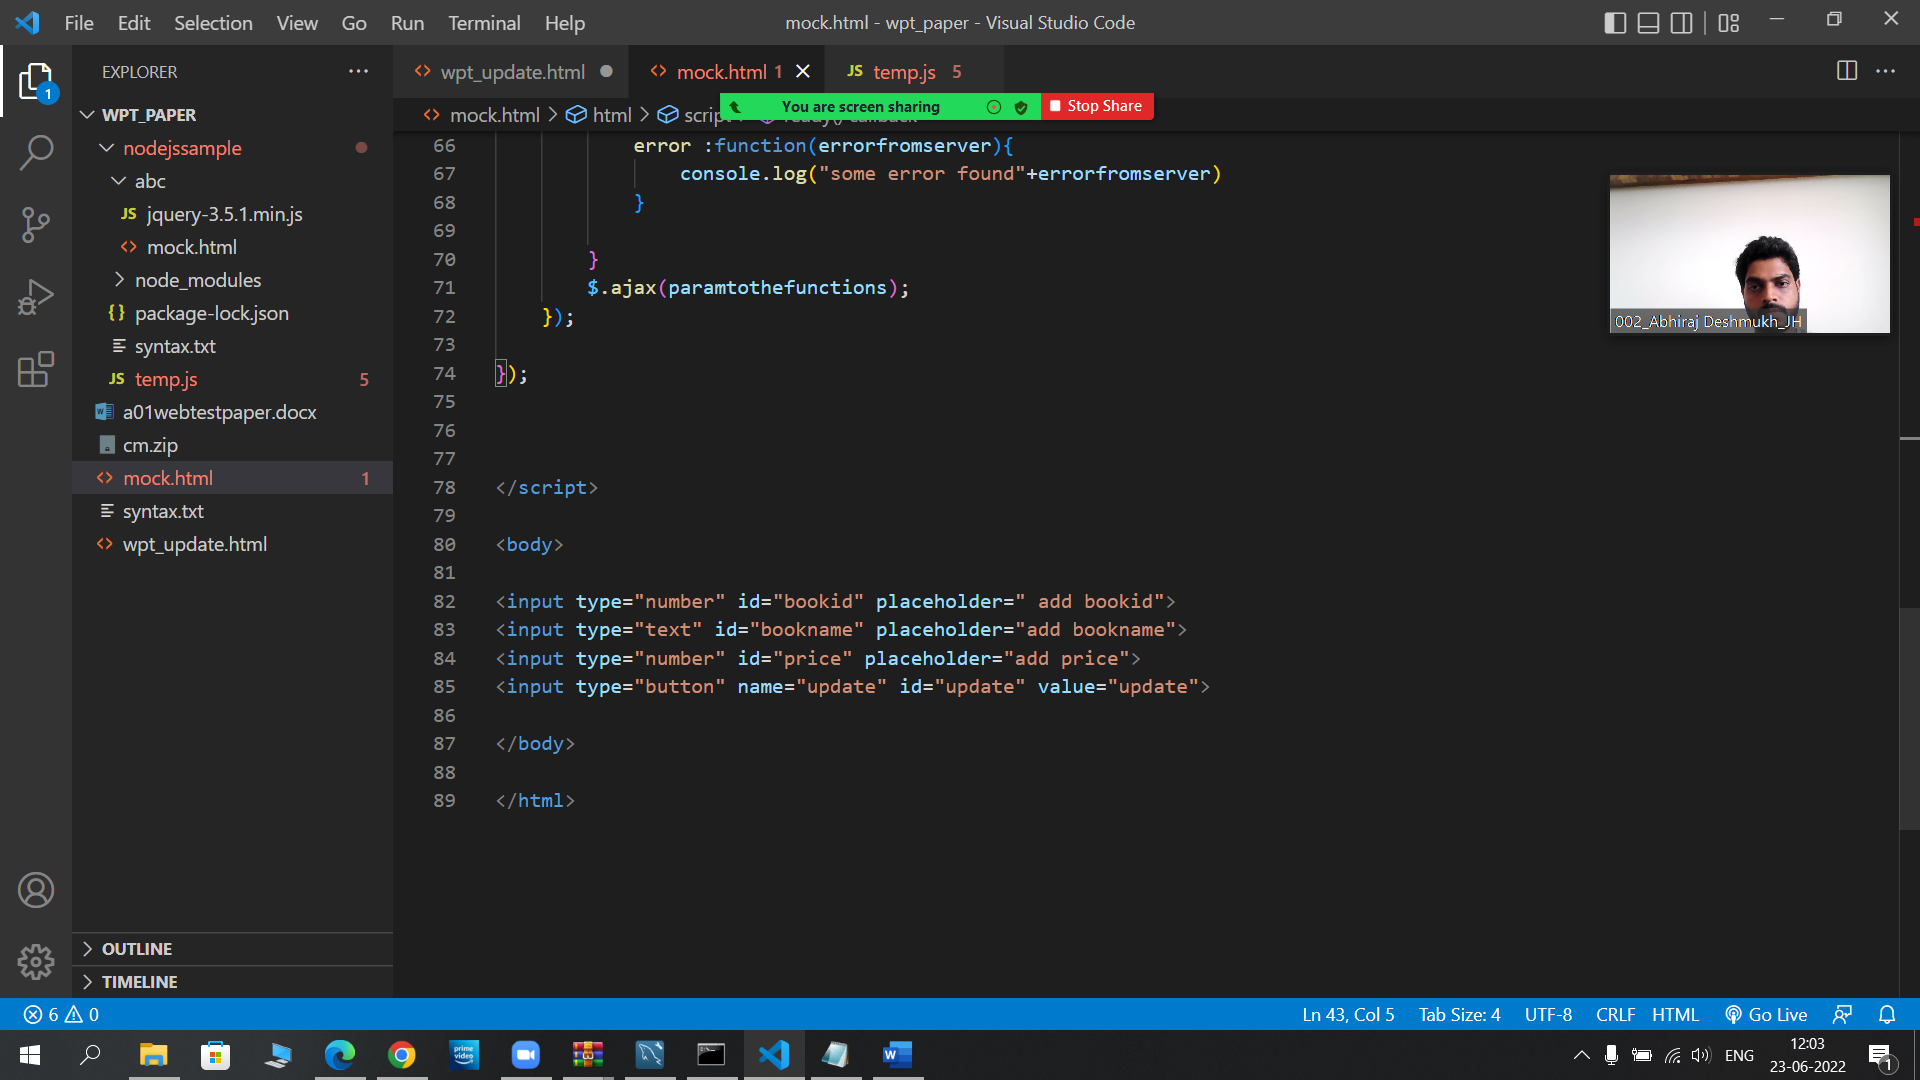 File Edit Selection View Go Run Terminal Help
mock.html - wpt_paper - Visual Studio Code
EXPLORER
1
WPT_PAPER
nodejssample
abc
JS jquery-3.5.1.min.js
<> mock.html
node_modules
{} package-lock.json
syntax.txt
JS temp.js 5
a01webtestpaper.docx
cm.zip
<> mock.html 1
syntax.txt
<> wpt_update.html
OUTLINE
TIMELINE
<> wpt_update.html
<> mock.html 1
JS temp.js 5
<> mock.html > html > script
You are screen sharing
Stop Share
66 error :function(errorfromserver){
67 console.log("some error found"+errorfromserver)
68 }
69
70 }
71 $.ajax(paramtothefunctions);
72 });
73
74 });
75
76
77
78 </script>
79
80 <body>
81
82 <input type="number" id="bookid" placeholder=" add bookid">
83 <input type="text" id="bookname" placeholder="add bookname">
84 <input type="number" id="price" placeholder="add price">
85 <input type="button" name="update" id="update" value="update">
86
87 </body>
88
89 </html>
002_Abhiraj Deshmukh_JH
6 0
Ln 43, Col 5 Tab Size: 4 UTF-8 CRLF HTML Go Live
prime video
ENG
12:03
23-06-2022
1